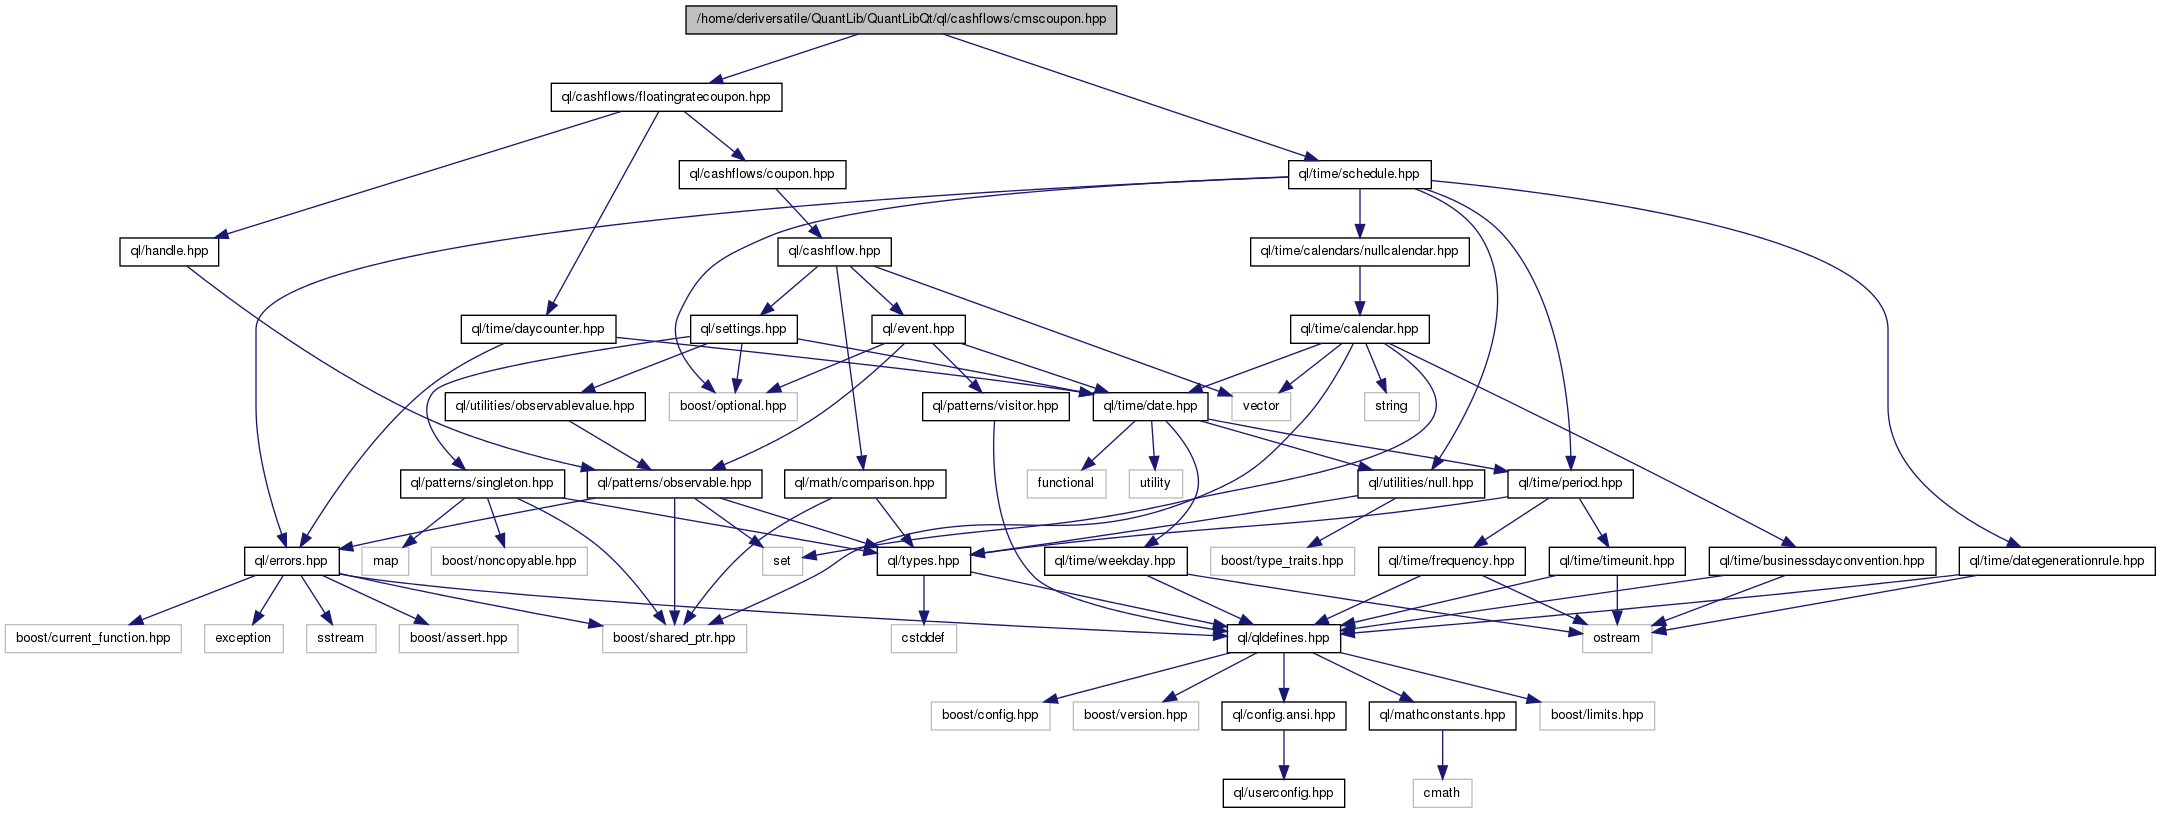 /home/deriversatile/QuantLib/QuantLibQt/ql/cashflows/cmscoupon.hpp
ql/cashflows/floatingratecoupon.hpp
ql/cashflows/coupon.hpp
ql/time/schedule.hpp
ql/handle.hpp
ql/cashflow.hpp
ql/time/calendars/nullcalendar.hpp
ql/time/daycounter.hpp
ql/settings.hpp
ql/event.hpp
ql/time/calendar.hpp
ql/utilities/observablevalue.hpp
boost/optional.hpp
ql/patterns/visitor.hpp
ql/time/date.hpp
vector
string
ql/patterns/singleton.hpp
ql/patterns/observable.hpp
ql/math/comparison.hpp
functional
utility
ql/utilities/null.hpp
ql/time/period.hpp
ql/errors.hpp
map
boost/noncopyable.hpp
set
ql/types.hpp
ql/time/weekday.hpp
boost/type_traits.hpp
ql/time/frequency.hpp
ql/time/timeunit.hpp
ql/time/businessdayconvention.hpp
ql/time/dategenerationrule.hpp
boost/current_function.hpp
exception
sstream
boost/assert.hpp
boost/shared_ptr.hpp
cstddef
ql/qldefines.hpp
ostream
boost/config.hpp
boost/version.hpp
ql/config.ansi.hpp
ql/mathconstants.hpp
boost/limits.hpp
ql/userconfig.hpp
cmath